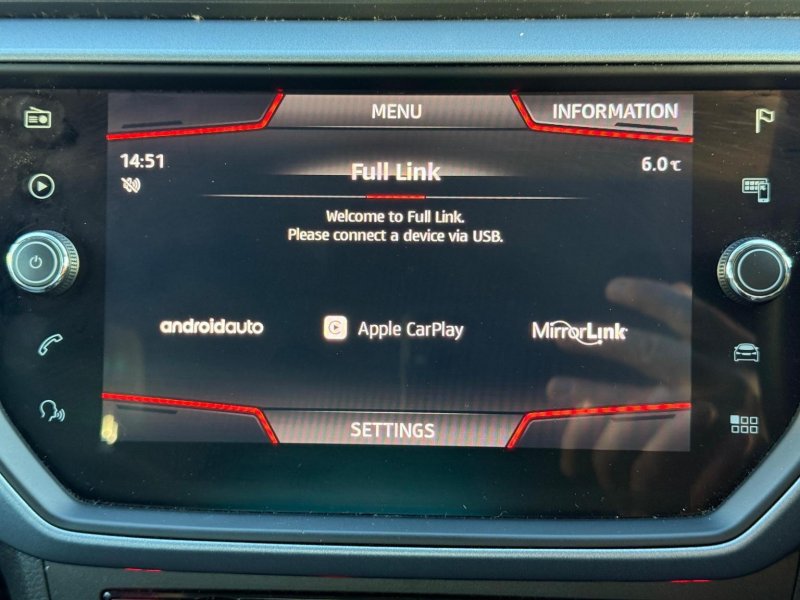 MENU
INFORMATION
14:51
6.0℃
Full Link
Welcome to Full Link.
Please connect a device via USB.
androidauto
Apple CarPlay
MirrorLink
SETTINGS